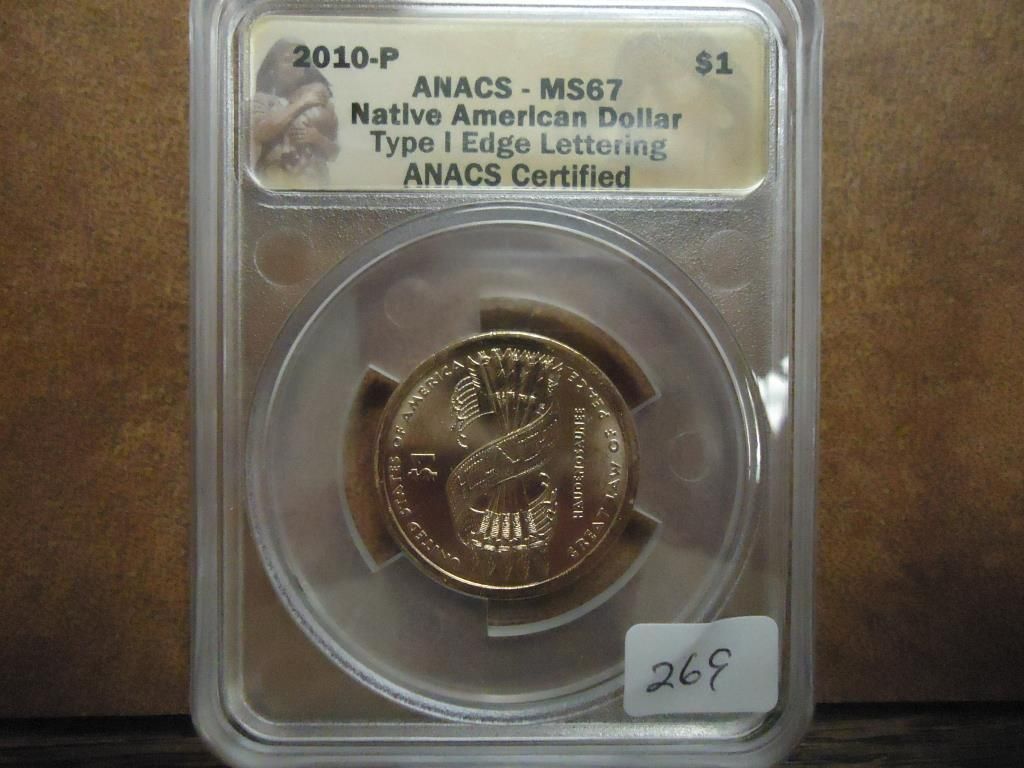 2010-P $1
ANACS - MS67
Native American Dollar
Type I Edge Lettering
ANACS Certified
UNITED STATES OF AMERICA
$1
HAUDENOSAUNEE
GREAT LAW OF PEACE
269